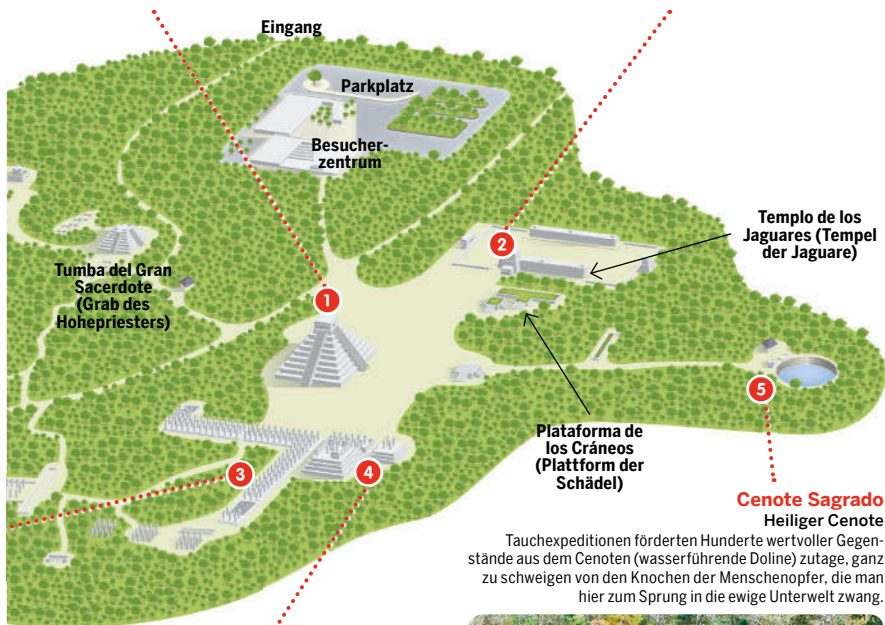 Eingang
Parkplatz
Besucher-
zentrum
2
Templo de los
Jaguares (Tempel
der Jaguare)
Tumba del Gran
Sacerdote
(Grab des
Hohepriesters)
1
5
Plataforma de
los Cráneos
(Plattform der
Schädel)
3
4
Cenote Sagrado
Heiliger Cenote
Tauchexpeditionen förderten Hunderte wertvoller Gegen-
stände aus dem Cenoten (wasserführende Doline) zutage, ganz
zu schweigen von den Knochen der Menschenopfer, die man
hier zum Sprung in die ewige Unterwelt zwang.